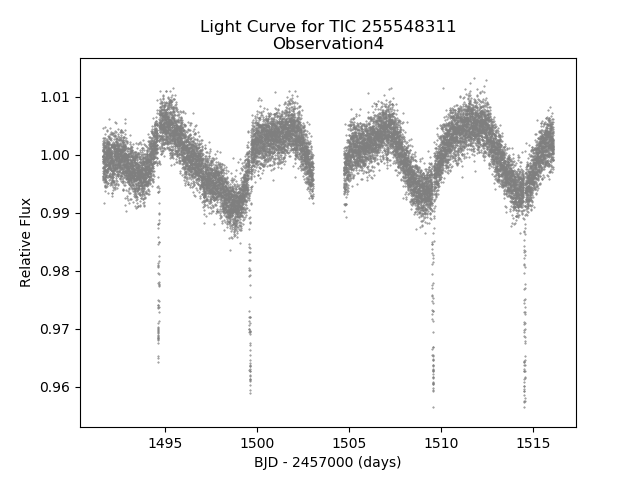 Light Curve for TIC 255548311
Observation4
1.01
1.00
0.99
0.98
0.97
0.96
Relative Flux
1495
1500
1505
1510
1515
BJD - 2457000 (days)